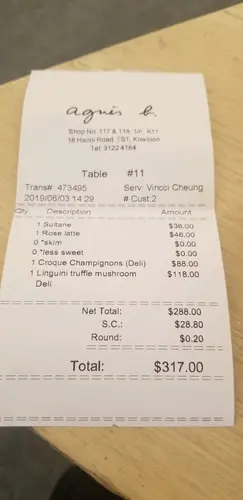 agnès b.
Shop No. 117 & 118, 1/F, K11
18 Hanoi Road, TST, Kowloon
Tel: 31224184
Table #11
Trans# 473495 Serv: Vincci Cheung
2019/06/03 14:29 # Cust:2
Qty Description Amount
1 Sultane $36.00
1 Rose latte $46.00
0 *skim $0.00
0 *less sweet $0.00
1 Croque Champignons (Deli) $88.00
1 Linguini truffle mushroom $118.00
Deli
Net Total: $288.00
S.C.: $28.80
Round: $0.20
Total: $317.00